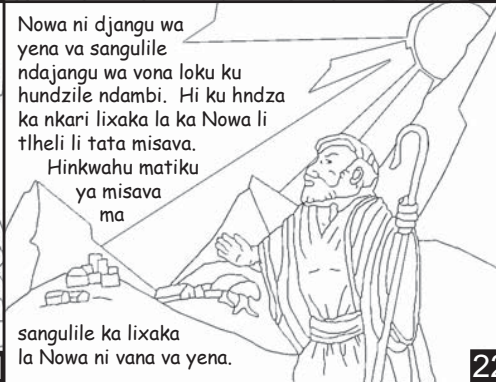 Nowa ni djangu wa
yena va sangulile
ndajangu wa vona loku ku
hundzile ndambi. Hi ku hndza
ka nkari lixaka la ka Nowa li
tlheli li tata misava.
Hinkwahu matiku
ya misava
ma
sangulile ka lixaka
la Nowa ni vana va yena.